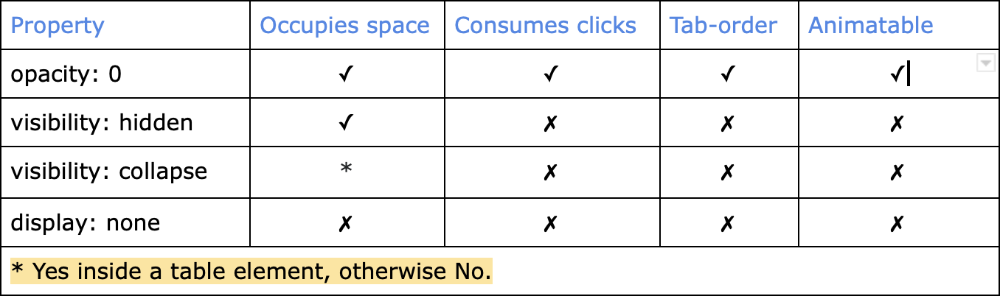 Property Occupies space Consumes clicks Tab-order Animatable
opacity: 0 ✓ ✓ ✓ ✓
visibility: hidden ✓ ✗ ✗ ✗
visibility: collapse * ✗ ✗ ✗
display: none ✗ ✗ ✗ ✗
* Yes inside a table element, otherwise No.